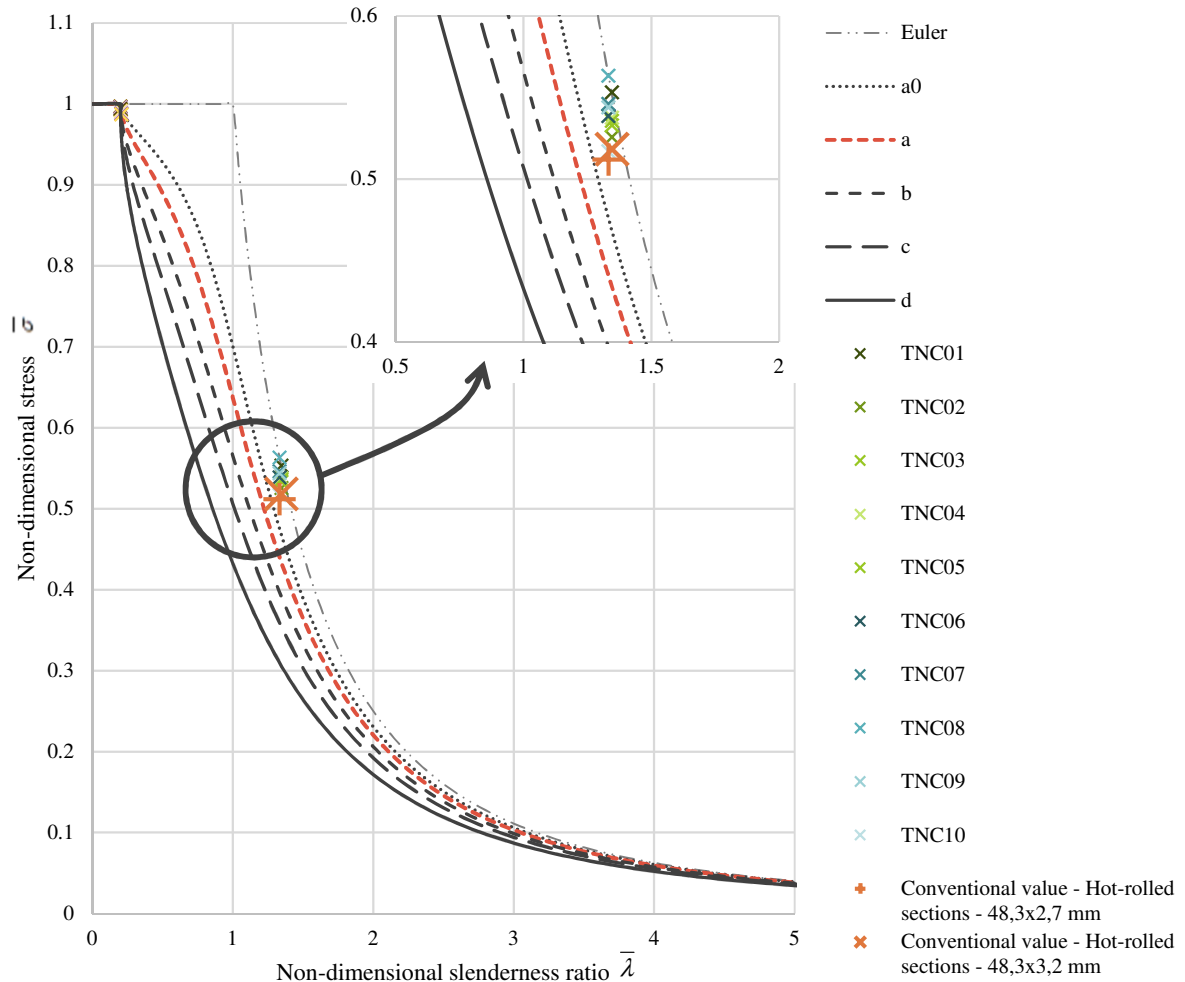 1.1
1
0.9
0.8
0.7
0.6
0.5
0.4
0.3
0.2
0.1
0
0
1
2
3
4
5
Non-dimensional stress σ̅
Non-dimensional slenderness ratio λ̅
0.6
0.5
0.4
0.5
1
1.5
2
Euler
a0
a
b
c
d
TNC01
TNC02
TNC03
TNC04
TNC05
TNC06
TNC07
TNC08
TNC09
TNC10
Conventional value - Hot-rolled
sections - 48,3x2,7 mm
Conventional value - Hot-rolled
sections - 48,3x3,2 mm